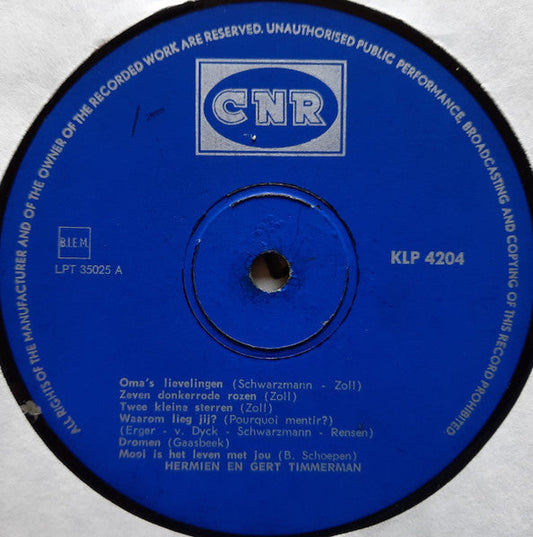 ALL RIGHTS OF THE MANUFACTURER AND OF THE OWNER OF THE RECORDED WORK ARE RESERVED. UNAUTHORISED PUBLIC PERFORMANCE, BROADCASTING AND COPYING OF THIS RECORD PROHIBITED
CNR
1-
B.I.E.M.
LPT 35025 A
KLP 4204
Oma's lievelingen (Schwarzmann - Zoll)
Zeven donkerrode rozen (Zoll)
Twee kleine sterren (Zoll)
Waarom lieg jij? (Pourquoi mentir?)
(Erger - v. Dyck - Schwarzmann - Rensen)
Dromen (Gaasbeek)
Mooi is het leven met jou (B. Schoepen)
HERMIEN EN GERT TIMMERMAN